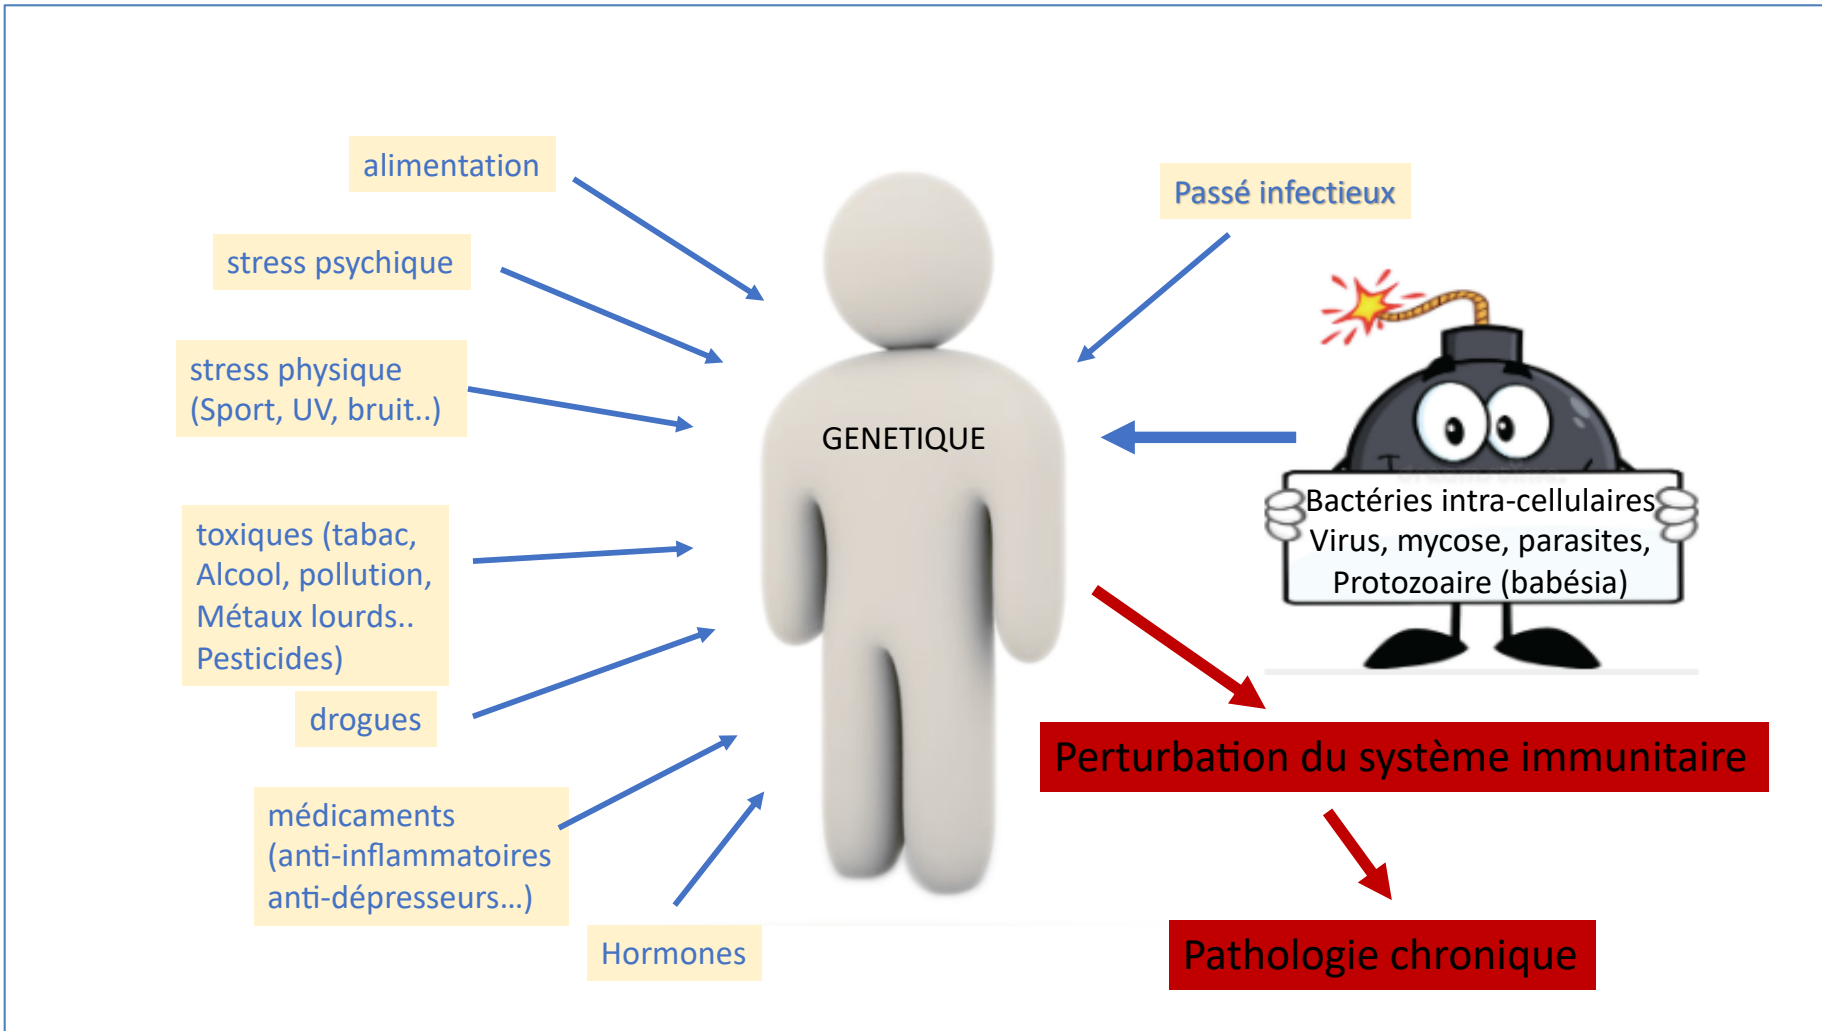 alimentation
stress psychique
stress physique
(Sport, UV, bruit..)
toxiques (tabac,
Alcool, pollution,
Métaux lourds..
Pesticides)
drogues
médicaments
(anti-inflammatoires
anti-dépresseurs...)
Hormones
GENETIQUE
Passé infectieux
Bactéries intra-cellulaires
Virus, mycose, parasites,
Protozoaire (babésia)
Perturbation du système immunitaire
Pathologie chronique